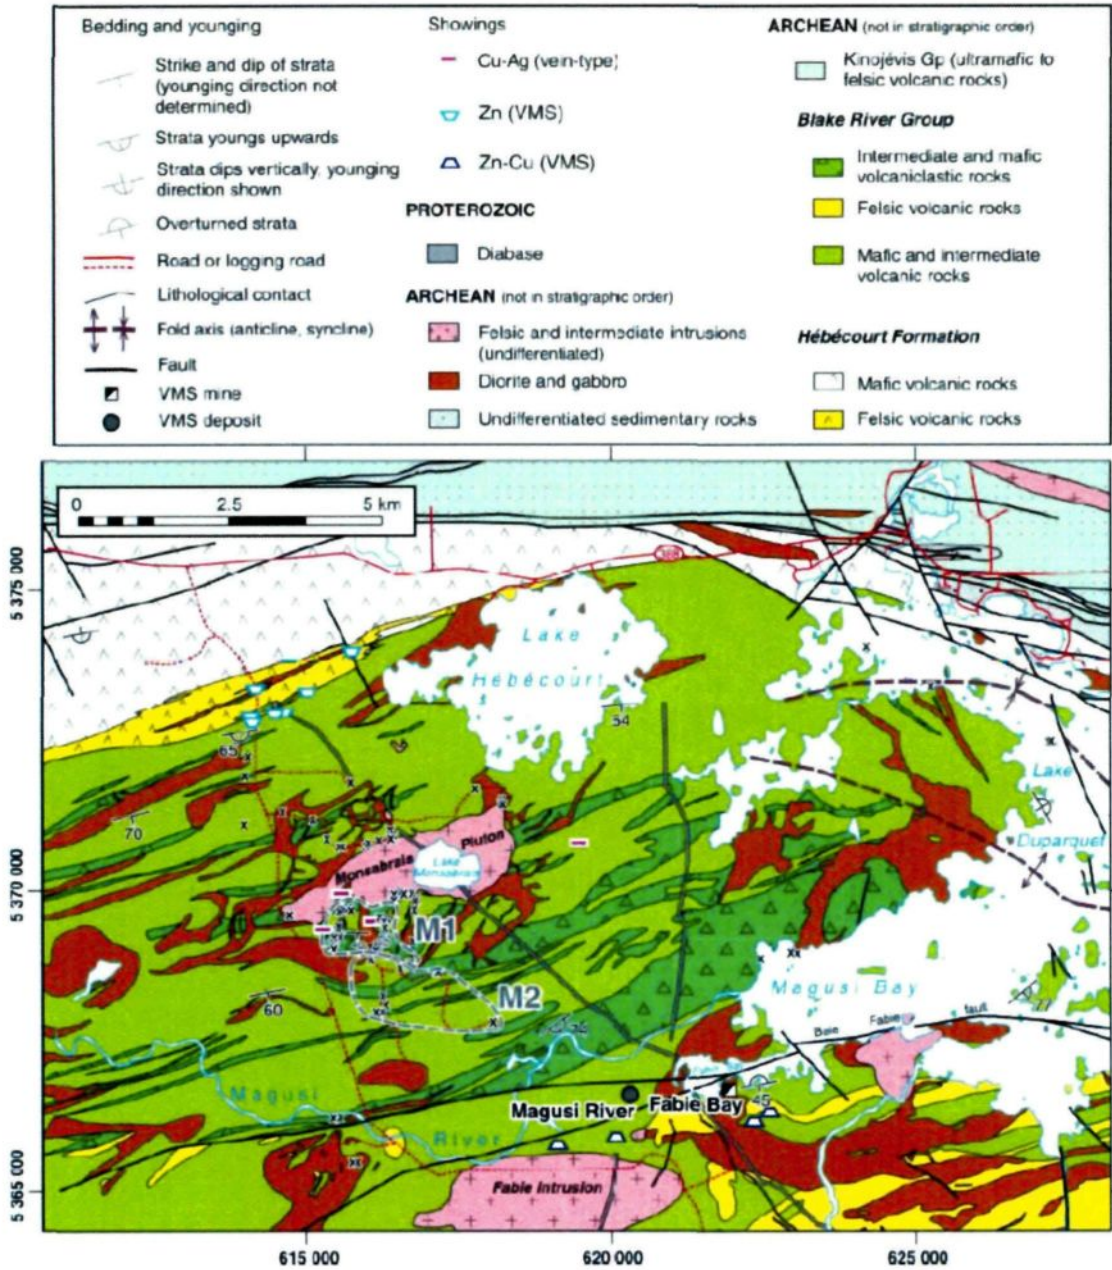 Bedding and younging
Strike and dip of strata
(younging direction not
determined)
Strata youngs upwards
Strata dips vertically, younging
direction shown
Overturned strata
Road or logging road
Lithological contact
Fold axis (anticline, syncline)
Fault
VMS mine
VMS deposit
Showings
Cu-Ag (vein-type)
Zn (VMS)
Zn-Cu (VMS)
PROTEROZOIC
Diabase
ARCHEAN (not in stratigraphic order)
Felsic and intermediate intrusions
(undifferentiated)
Diorite and gabbro
Undifferentiated sedimentary rocks
ARCHEAN (not in stratigraphic order)
Kinojévis Gp (ultramafic to
felsic volcanic rocks)
Blake River Group
Intermediate and mafic
volcaniclastic rocks
Felsic volcanic rocks
Mafic and intermediate
volcanic rocks
Hébécourt Formation
Mafic volcanic rocks
Felsic volcanic rocks
0 2.5 5 km
5 375 000
Lake
Hébécourt
54
65
70
Lake
Duparquet
Monsabrais Pluton
Lake
Monsabrais
5 370 000
M1
M2
60
Magusi Bay
77
Baie Fabie fault
Magusi
River
45
Magusi River
Fabie Bay
5 365 000
Fabie Intrusion
615 000
620 000
625 000